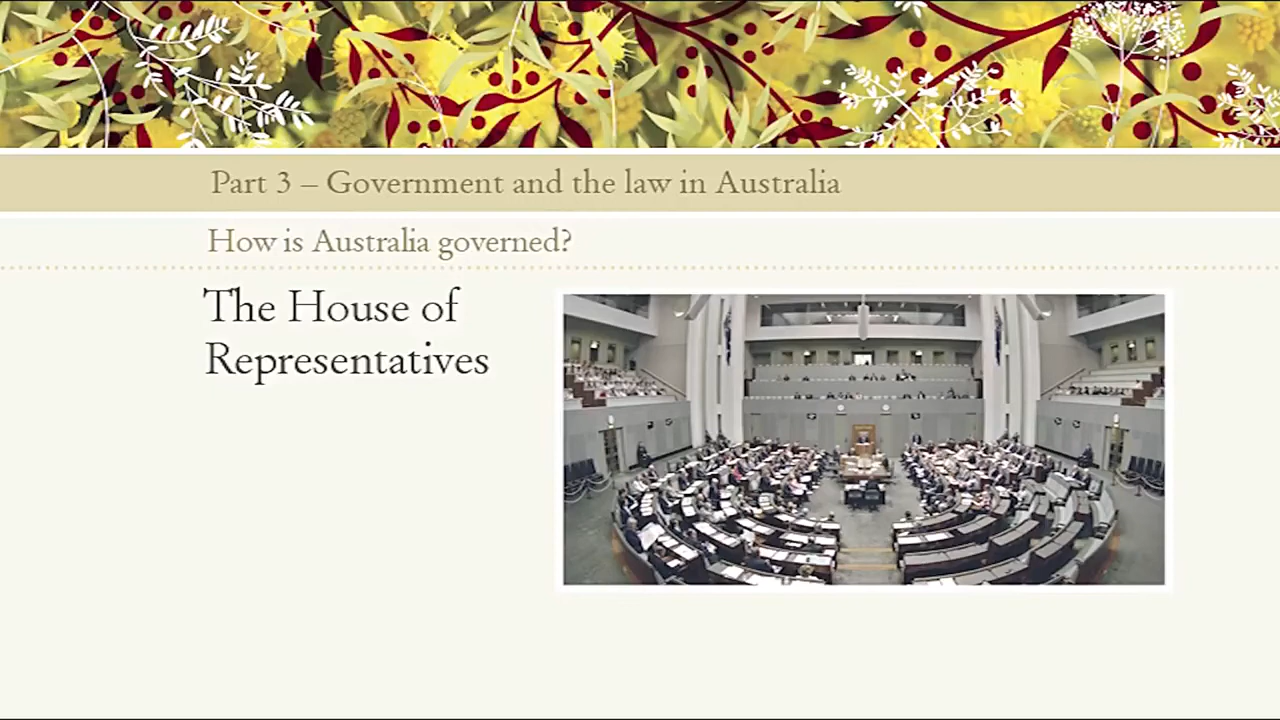 Part 3 – Government and the law in Australia
How is Australia governed?
The House of
Representatives